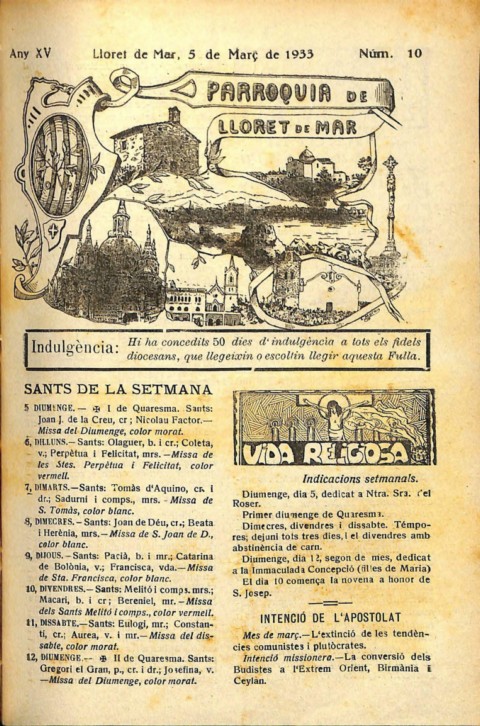 Any XV
Lloret de Mar, 5 de Març de 1933
Núm. 10
PARROQUIA DE
LLORET DE MAR
Indulgència:
Hi ha concedits 50 dies d'indulgència a tots els fidels
diocesans, que llegeixin o escoltin llegir aquesta Fulla.
SANTS DE LA SETMANA
5 DIUMENGE.— ✠ I de Quaresma. Sants:
Joan J. de la Creu, cr; Nicolau Factor.—
Missa del Diumenge, color morat.
6, DILLUNS.—Sants: Olaguer, b. i cr.; Coleta,
v.; Perpètua i Felicitat, mrs.—Missa de
les Stes. Perpètua i Felicitat, color
vermell.
7, DIMARTS.—Sants: Tomàs d'Aquino, cr. i
dr.; Sadurní i comps., mrs.-Missa de
S. Tomàs, color blanc.
8, DIMECRES.—Sants: Joan de Déu, cr.; Beata
i Herènia, mrs.—Missa de S. Joan de D.,
color blanc.
9, DIJOUS.—Sants: Pacià, b. i mr.; Catarina
de Bolònia, v.; Francisca, vda.—Missa
de Sta. Francisca, color blanc.
10, DIVENDRES.—Sants: Melitó i comps. mrs.;
Macari, b. i cr; Bereniel, mr.—Missa
dels Sants Melitó i comps., color vermell.
11, DISSABTE.—Sants: Eulogi, mr.; Constan-
tí, cr.; Aurea, v. i mr.—Missa del dis-
sabte, color morat.
12, DIUMENGE.— ✠ II de Quaresma. Sants:
Gregori el Gran, p., cr. i dr.; Josefina, v.
—Missa del Diumenge, color morat.
VIDA RELIGIOSA
Indicacions setmanals.
Diumenge, dia 5, dedicat a Ntra. Sra. del
Roser.
Primer diumenge de Quaresma.
Dimecres, divendres i dissabte. Témpo-
res; dejuni tots tres dies, i el divendres amb
abstinència de carn.
Diumenge, dia 12, segon de mes, dedicat
a la Immaculada Concepció (filles de Maria)
El dia 10 comença la novena a honor de
S. Josep.
INTENCIÓ DE L'APOSTOLAT
Mes de març.—L'extinció de les tendèn-
cies comunistes i plutòcrates.
Intenció missionera.—La conversió dels
Budistes a l'Extrem Orient, Birmània i
Ceylàn.